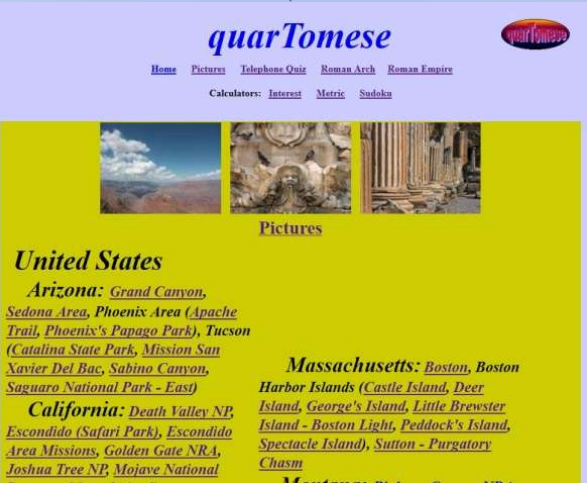 quarTomese
quarTomese
Home Pictures Telephone Quiz Roman Arch Roman Empire
Calculators: Interest Metric Sudoku
Pictures
United States
Arizona: Grand Canyon,
Sedona Area, Phoenix Area (Apache
Trail, Phoenix's Papago Park), Tucson
(Catalina State Park, Mission San
Xavier Del Bac, Sabino Canyon,
Saguaro National Park - East)
California: Death Valley NP,
Escondido (Safari Park), Escondido
Area Missions, Golden Gate NRA,
Joshua Tree NP, Mojave National
Massachusetts: Boston, Boston
Harbor Islands (Castle Island, Deer
Island, George's Island, Little Brewster
Island - Boston Light, Peddock's Island,
Spectacle Island), Sutton - Purgatory
Chasm